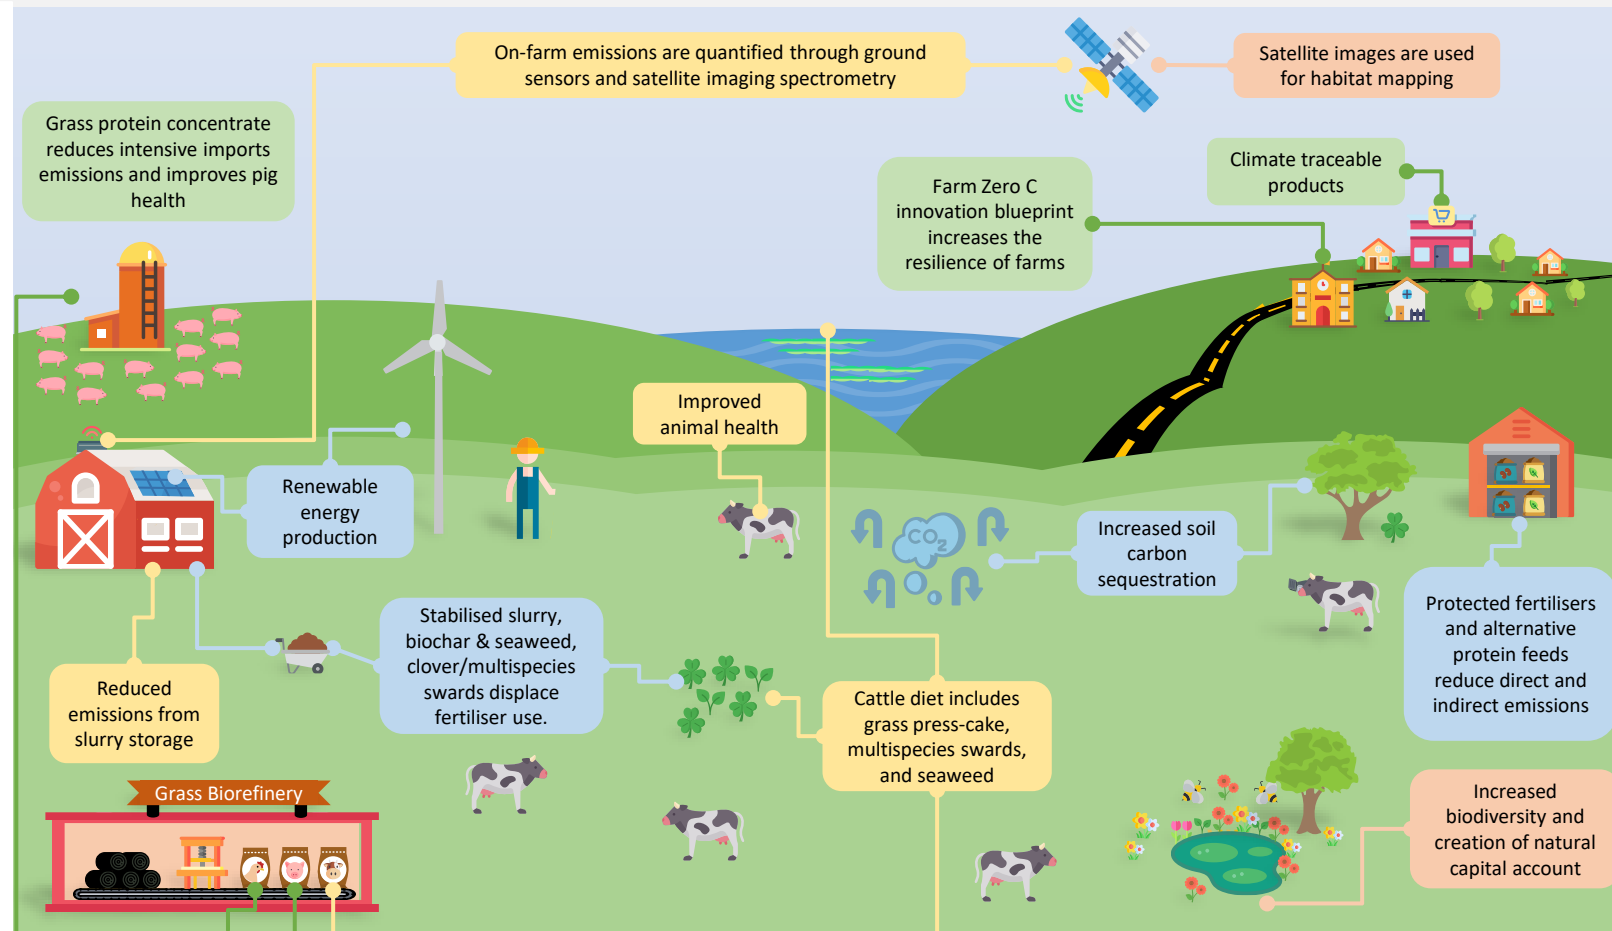 On-farm emissions are quantified through ground
sensors and satellite imaging spectrometry
Satellite images are used
for habitat mapping
Grass protein concentrate
reduces intensive imports
emissions and improves pig
health
Climate traceable
products
Farm Zero C
innovation blueprint
increases the
resilience of farms
Improved
animal health
Renewable
energy
production
CO2
Increased soil
carbon
sequestration
Protected fertilisers
and alternative
protein feeds
reduce direct and
indirect emissions
Stabilised slurry,
biochar & seaweed,
clover/multispecies
swards displace
fertiliser use.
Reduced
emissions from
slurry storage
Cattle diet includes
grass press-cake,
multispecies swards,
and seaweed
Grass Biorefinery
Increased
biodiversity and
creation of natural
capital account